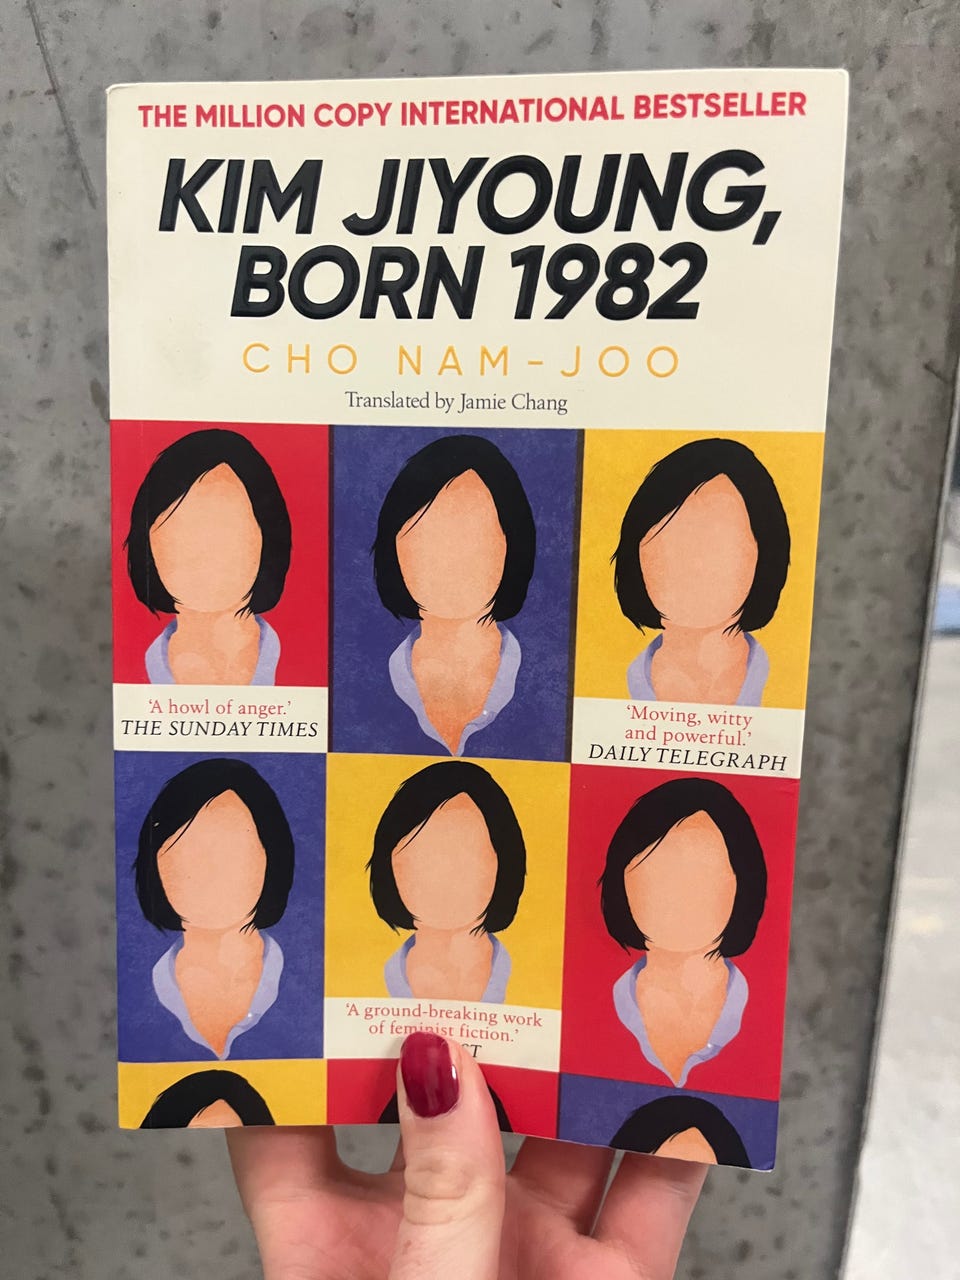 THE MILLION COPY INTERNATIONAL BESTSELLER
KIM JIYOUNG,
BORN 1982
CHO NAM-JOO
Translated by Jamie Chang
‘A howl of anger.’
THE SUNDAY TIMES
‘Moving, witty
and powerful.’
DAILY TELEGRAPH
‘A ground-breaking work
of feminist fiction.’